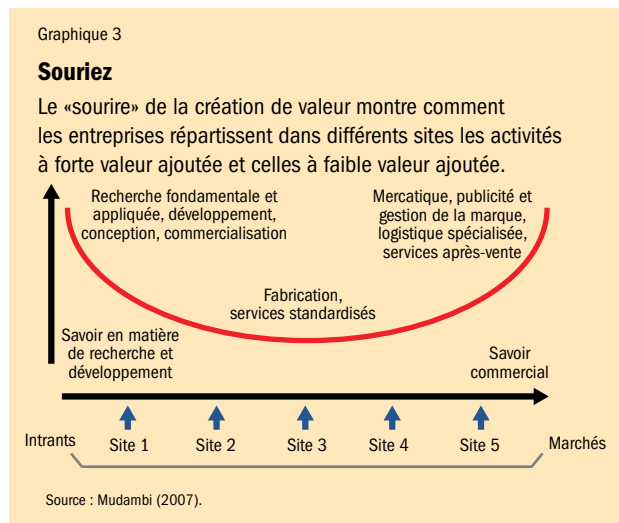 Graphique 3
Souriez
Le «sourire» de la création de valeur montre comment
les entreprises répartissent dans différents sites les activités
à forte valeur ajoutée et celles à faible valeur ajoutée.
Recherche fondamentale et
appliquée, développement,
conception, commercialisation
Mercatique, publicité et
gestion de la marque,
logistique spécialisée,
services après-vente
Fabrication,
services standardisés
Savoir en matière
de recherche et
développement
Savoir
commercial
Intrants
Site 1
Site 2
Site 3
Site 4
Site 5
Marchés
Source : Mudambi (2007).